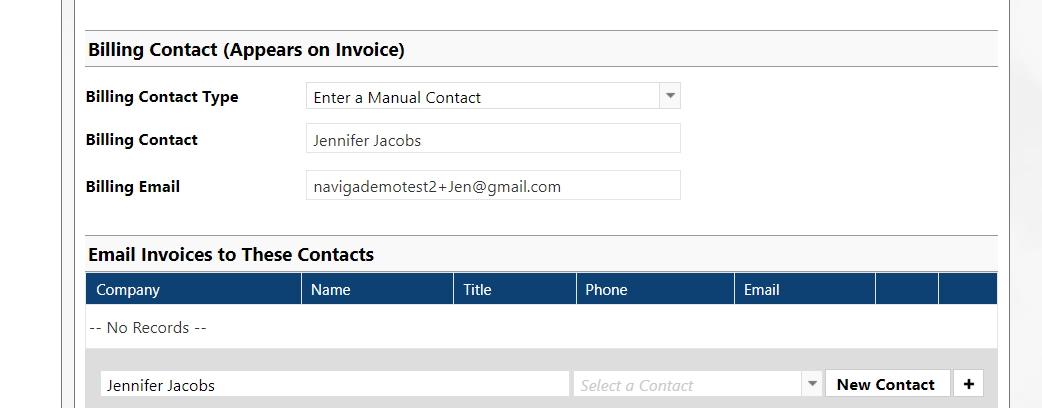 Billing Contact (Appears on Invoice)
Billing Contact Type Enter a Manual Contact
Billing Contact Jennifer Jacobs
Billing Email navigademotest2+Jen@gmail.com
Email Invoices to These Contacts
Company Name Title Phone Email
-- No Records --
Jennifer Jacobs Select a Contact New Contact +